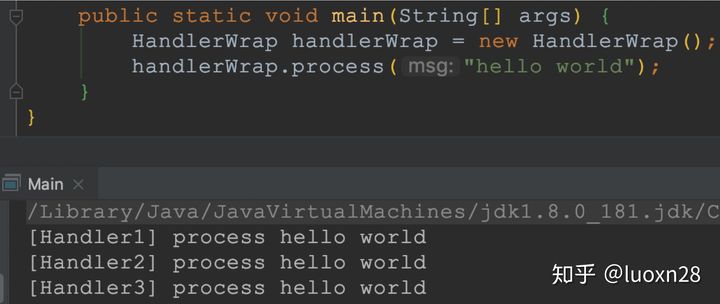 public static void main(String[] args) {
HandlerWrap handlerWrap = new HandlerWrap();
handlerWrap.process( msg: "hello world");
}
}
Main ×
/Library/Java/JavaVirtualMachines/jdk1.8.0_181.jdk/C
[Handler1] process hello world
[Handler2] process hello world
[Handler3] process hello world
知乎 @luoxn28